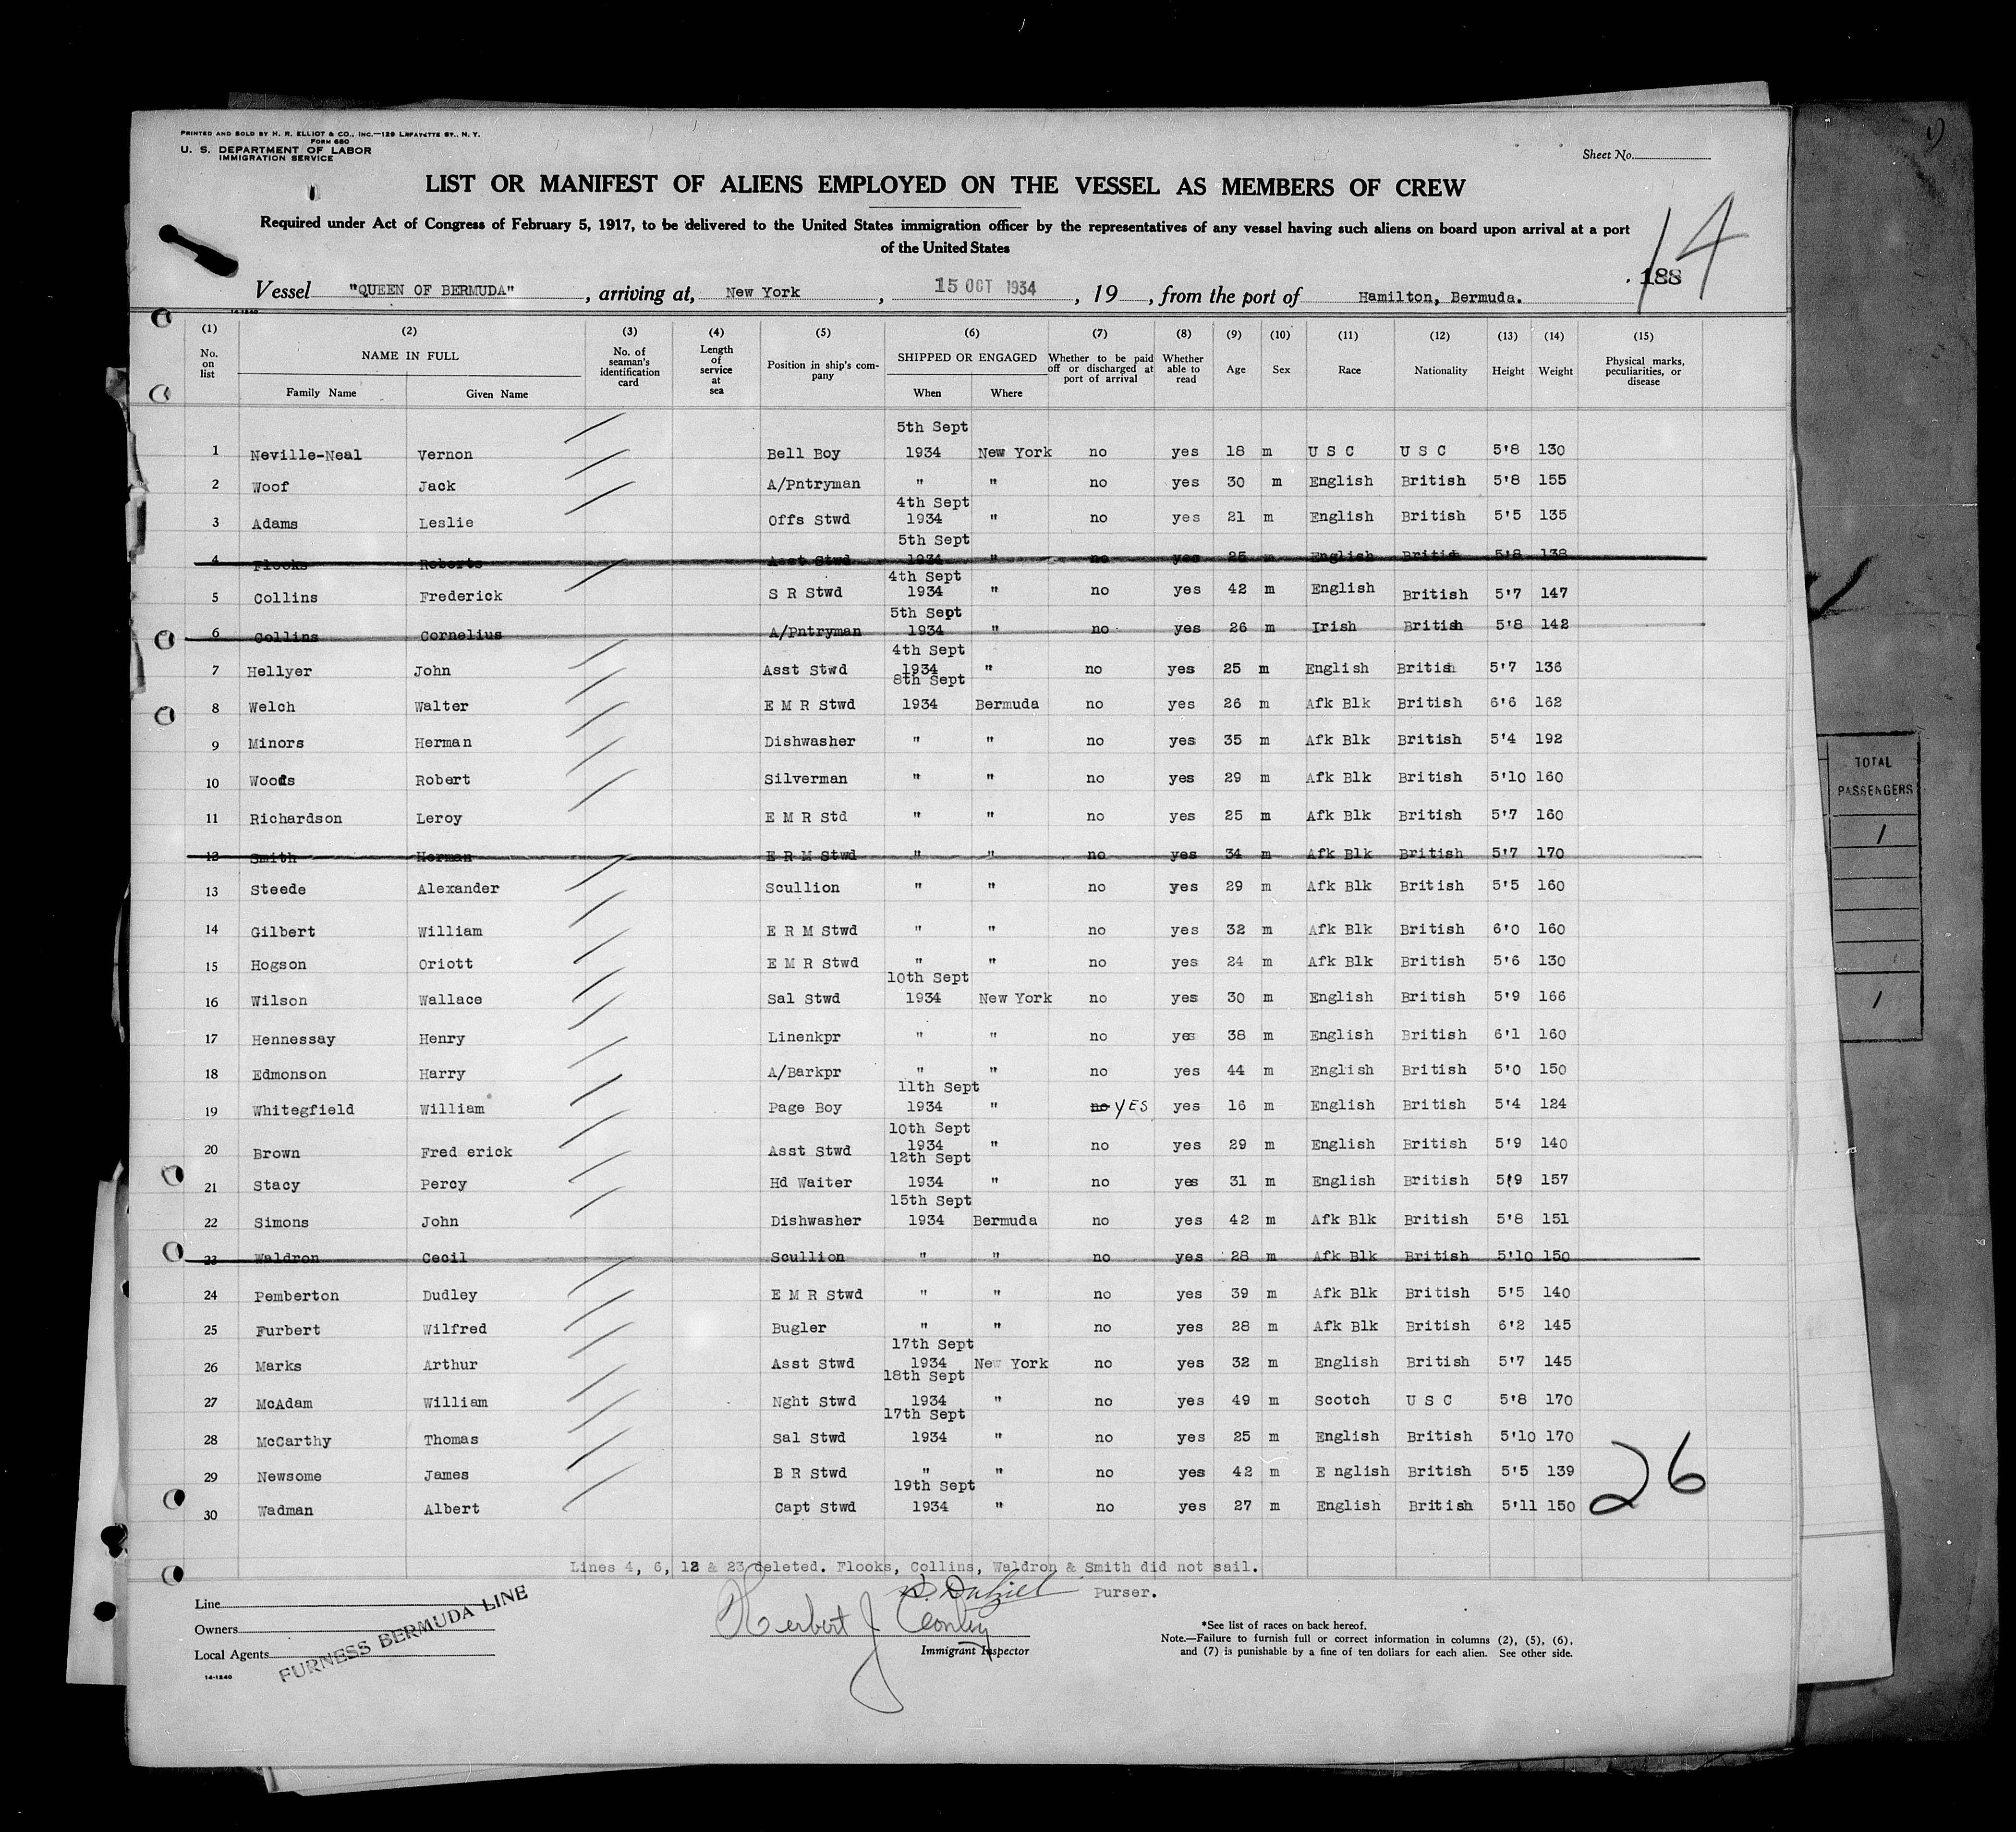 PRINTED AND SOLD BY H. R. ELLIOT & CO., INC.—129 LAFAYETTE ST., N. Y.
FORM 680
U. S. DEPARTMENT OF LABOR
IMMIGRATION SERVICE
Sheet No.
LIST OR MANIFEST OF ALIENS EMPLOYED ON THE VESSEL AS MEMBERS OF CREW
Required under Act of Congress of February 5, 1917, to be delivered to the United States immigration officer by the representatives of any vessel having such aliens on board upon arrival at a port
of the United States
14
188
Vessel "QUEEN OF BERMUDA", arriving at, New York, 15 OCT 1934, 19, from the port of Hamilton, Bermuda.
14-1240
(1) (2) (3) (4) (5) (6) (7) (8) (9) (10) (11) (12) (13) (14) (15)
No. on list NAME IN FULL Family Name Given Name No. of seaman's identification card Length of service at sea Position in ship's company SHIPPED OR ENGAGED When Where Whether to be paid off or discharged at port of arrival Whether able to read Age Sex Race Nationality Height Weight Physical marks, peculiarities, or disease
5th Sept
1 Neville-Neal Vernon Bell Boy 1934 New York no yes 18 m U S C U S C 5'8 130
2 Woof Jack A/Pntryman " " no yes 30 m English British 5'8 155
4th Sept
3 Adams Leslie Offs Stwd 1934 " no yes 21 m English British 5'5 135
5th Sept
4 Flooks Roberts Asst Stwd 1934 " no yes 25 m English British 5'8 138
4th Sept
5 Collins Frederick S R Stwd 1934 " no yes 42 m English British 5'7 147
5th Sept
6 Collins Cornelius A/Pntryman 1934 " no yes 26 m Irish British 5'8 142
4th Sept
7 Hellyer John Asst Stwd 1934 " no yes 25 m English British 5'7 136
8th Sept
8 Welch Walter E M R Stwd 1934 Bermuda no yes 26 m Afk Blk British 6'6 162
9 Minors Herman Dishwasher " " no yes 35 m Afk Blk British 5'4 192
10 Woods Robert Silverman " " no yes 29 m Afk Blk British 5'10 160
11 Richardson Leroy E M R Std " " no yes 25 m Afk Blk British 5'7 160
12 Smith Herman E R M Stwd " " no yes 34 m Afk Blk British 5'7 170
13 Steede Alexander Scullion " " no yes 29 m Afk Blk British 5'5 160
14 Gilbert William E R M Stwd " " no yes 32 m Afk Blk British 6'0 160
15 Hogson Oriott E M R Stwd " " no yes 24 m Afk Blk British 5'6 130
10th Sept
16 Wilson Wallace Sal Stwd 1934 New York no yes 30 m English British 5'9 166
17 Hennessay Henry Linenkpr " " no yes 38 m English British 6'1 160
18 Edmonson Harry A/Barkpr " " no yes 44 m English British 5'0 150
11th Sept
19 Whitegfield William Page Boy 1934 " no YES yes 16 m English British 5'4 124
10th Sept
20 Brown Fred erick Asst Stwd 1934 " no yes 29 m English British 5'9 140
12th Sept
21 Stacy Percy Hd Waiter 1934 " no yes 31 m English British 5'9 157
15th Sept
22 Simons John Dishwasher 1934 Bermuda no yes 42 m Afk Blk British 5'8 151
23 Waldron Cecil Scullion " " no yes 28 m Afk Blk British 5'10 150
24 Pemberton Dudley E M R Stwd " " no yes 39 m Afk Blk British 5'5 140
25 Furbert Wilfred Bugler " " no yes 28 m Afk Blk British 6'2 145
17th Sept
26 Marks Arthur Asst Stwd 1934 New York no yes 32 m English British 5'7 145
18th Sept
27 McAdam William Nght Stwd 1934 " no yes 49 m Scotch U S C 5'8 170
17th Sept
28 McCarthy Thomas Sal Stwd 1934 " no yes 25 m English British 5'10 170
29 Newsome James B R Stwd " " no yes 42 m E nglish British 5'5 139
19th Sept
30 Wadman Albert Capt Stwd 1934 " no yes 27 m English British 5'11 150
26
Lines 4, 6, 12 & 23 deleted. Flooks, Collins, Waldron & Smith did not sail.
Purser.
Herbert J Conley
Immigrant Inspector
Line
Owners
Local Agents
FURNESS BERMUDA LINE
14-1240
*See list of races on back hereof.
Note.—Failure to furnish full or correct information in columns (2), (5), (6),
and (7) is punishable by a fine of ten dollars for each alien. See other side.
TOTAL
PASSENGERS
1
1